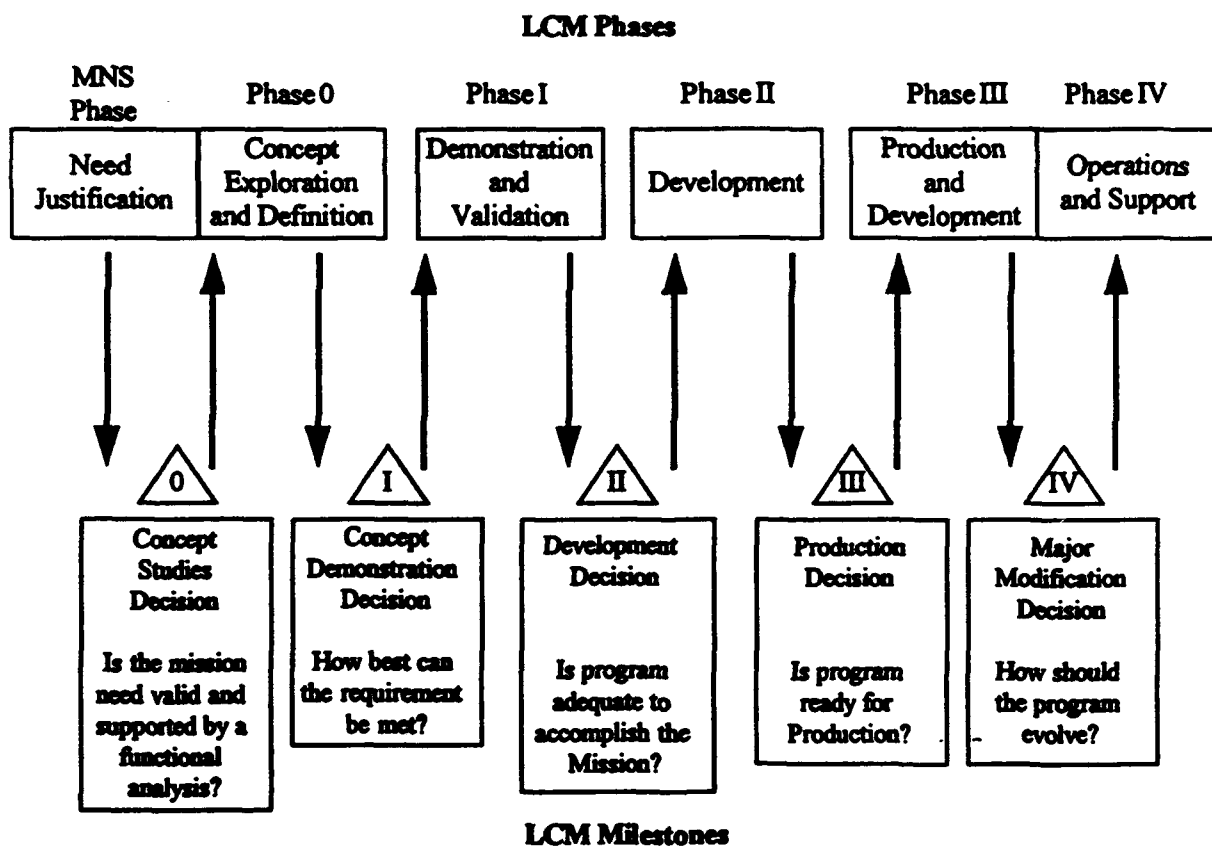 LCM Phases
MNS
Phase
Phase 0
Phase I
Phase II
Phase III
Phase IV
Need
Justification
Concept
Exploration
and Definition
Demonstration
and
Validation
Development
Production
and
Development
Operations
and Support
0
I
II
III
IV
Concept
Studies
Decision
Is the mission
need valid and
supported by a
functional
analysis?
Concept
Demonstration
Decision
How best can
the requirement
be met?
Development
Decision
Is program
adequate to
accomplish the
Mission?
Production
Decision
Is program
ready for
Production?
Major
Modification
Decision
How should
the program
evolve?
LCM Milestones